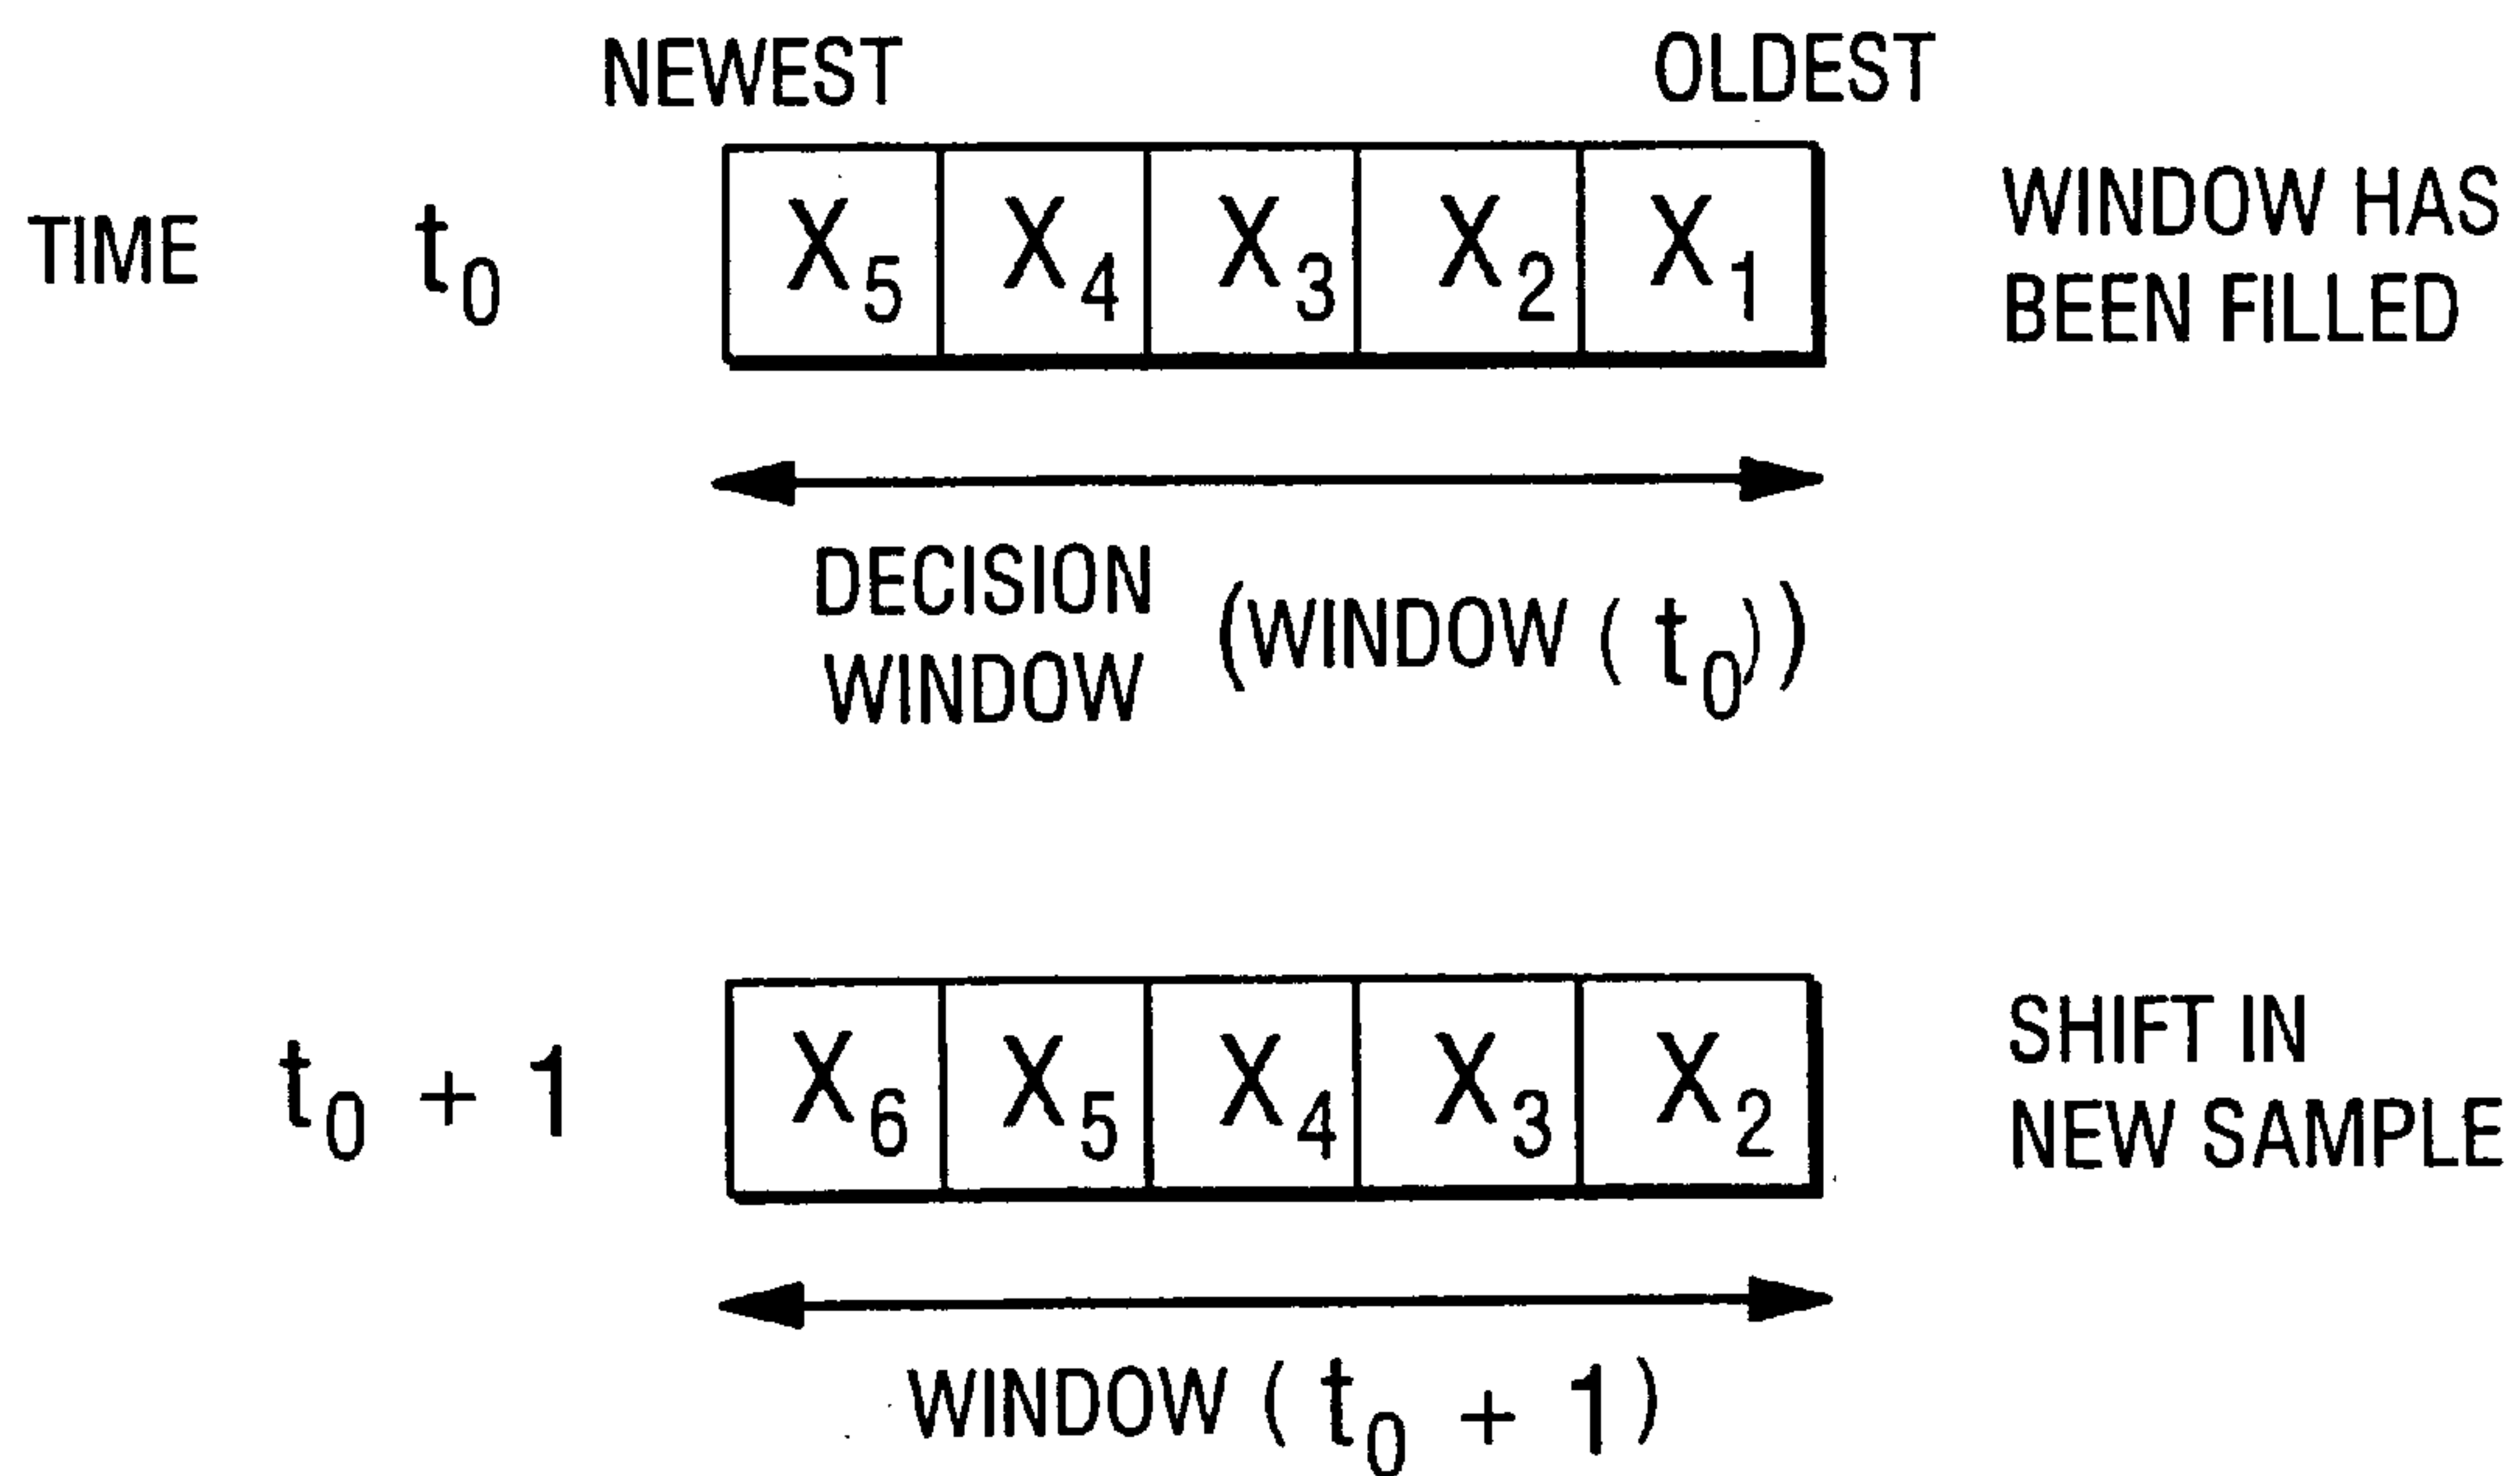 NEWEST OLDEST
TIME t₀ X₅ X₄ X₃ X₂ X₁ WINDOW HAS
BEEN FILLED
DECISION
WINDOW (WINDOW ( t₀))
t₀ + 1 X₆ X₅ X₄ X₃ X₂ SHIFT IN
NEW SAMPLE
WINDOW ( t₀ + 1 )